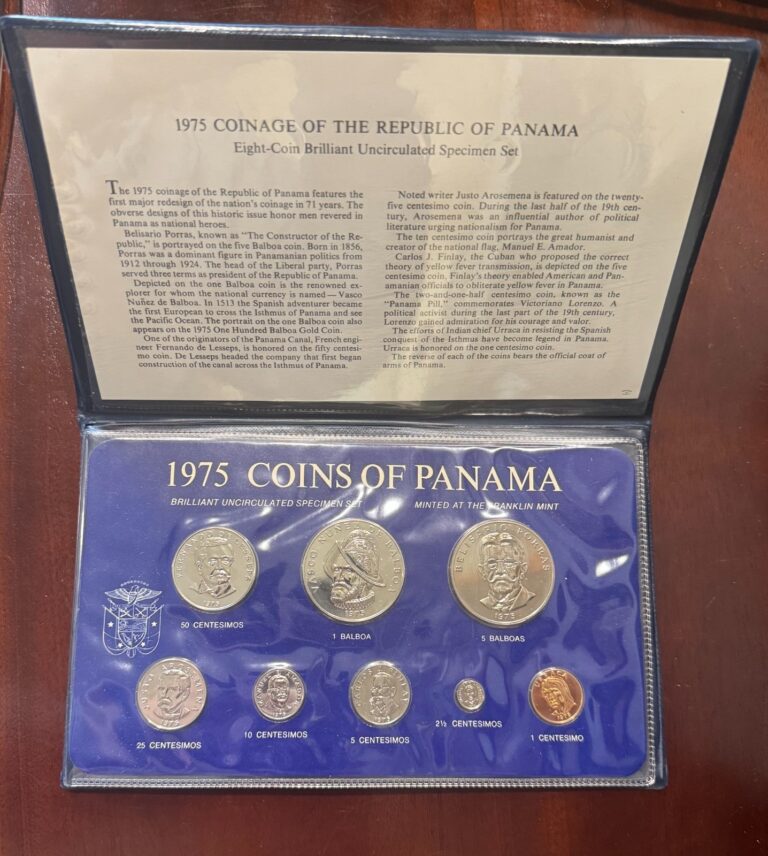 1975 COINAGE OF THE REPUBLIC OF PANAMA
Eight-Coin Brilliant Uncirculated Specimen Set
The 1975 coinage of the Republic of Panama features the
first major redesign of the nation's coinage in 71 years. The
obverse designs of this historic issue honor men revered in
Panama as national heroes.
Belisario Porras, known as "The Constructor of the Re-
public," is portrayed on the five Balboa coin. Born in 1856,
Porras was a dominant figure in Panamanian politics from
1912 through 1924. The head of the Liberal party, Porras
served three terms as president of the Republic of Panama.
Depicted on the one Balboa coin is the renowned ex-
plorer for whom the national currency is named — Vasco
Nuñez de Balboa. In 1513 the Spanish adventurer became
the first European to cross the Isthmus of Panama and see
the Pacific Ocean. The portrait on the one Balboa coin also
appears on the 1975 One Hundred Balboa Gold Coin.
One of the originators of the Panama Canal, French engi-
neer Fernando de Lesseps, is honored on the fifty centesi-
mo coin. De Lesseps headed the company that first began
construction of the canal across the Isthmus of Panama.
Noted writer Justo Arosemena is featured on the twenty-
five centesimo coin. During the last half of the 19th cen-
tury, Arosemena was an influential author of political
literature urging nationalism for Panama.
The ten centesimo coin portrays the great humanist and
creator of the national flag, Manuel E. Amador.
Carlos J. Finlay, the Cuban who proposed the correct
theory of yellow fever transmission, is depicted on the five
centesimo coin. Finlay's theory enabled American and Pan-
amanian officials to obliterate yellow fever in Panama.
The two-and-one-half centesimo coin, known as the
"Panama Pill," commemorates Victoriano Lorenzo. A
political activist during the last part of the 19th century,
Lorenzo gained admiration for his courage and valor.
The efforts of Indian chief Urraca in resisting the Spanish
conquest of the Isthmus have become legend in Panama.
Urraca is honored on the one centesimo coin.
The reverse of each of the coins bears the official coat of
arms of Panama.
1975 COINS OF PANAMA
BRILLIANT UNCIRCULATED SPECIMEN SET MINTED AT THE FRANKLIN MINT
VASCO NUÑEZ DE BALBOA
1975
BELISARIO PORRAS
1975
50 CENTESIMOS
1 BALBOA
5 BALBOAS
JUSTO AROSEMENA
1975
25 CENTESIMOS
10 CENTESIMOS
5 CENTESIMOS
2½ CENTESIMOS
1 CENTESIMO